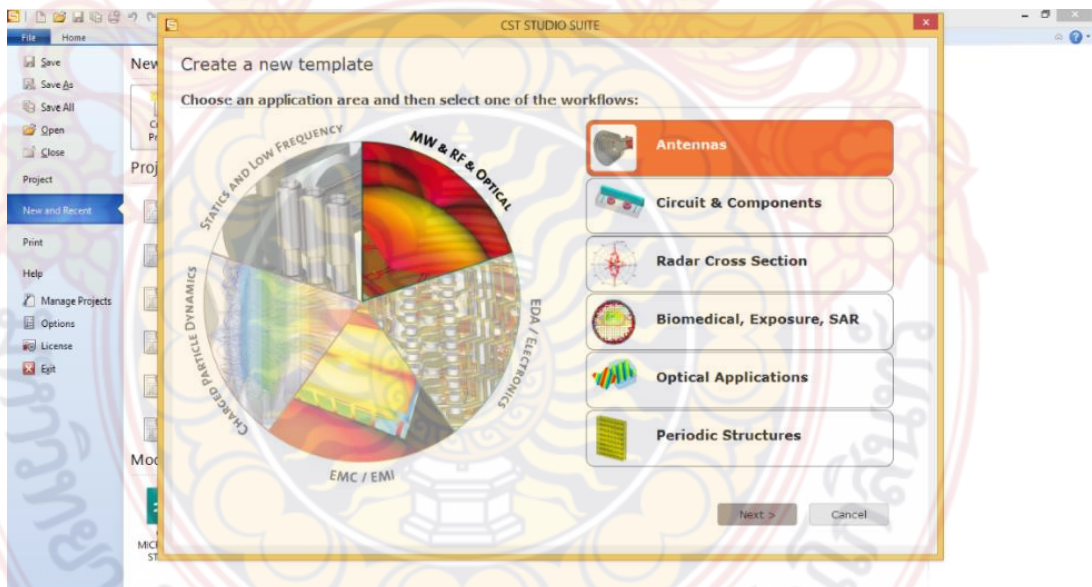 CST STUDIO SUITE
File Home
Save
Save As
Save All
Open
Close
Project
New and Recent
Print
Help
Manage Projects
Options
License
Exit
New
Proj
Create a new template
Choose an application area and then select one of the workflows:
STATICS AND LOW FREQUENCY
MW & RF & OPTICAL
EDA / ELECTRONICS
EMC / EMI
CHARGED PARTICLE DYNAMICS
Antennas
Circuit & Components
Radar Cross Section
Biomedical, Exposure, SAR
Optical Applications
Periodic Structures
Next >
Cancel